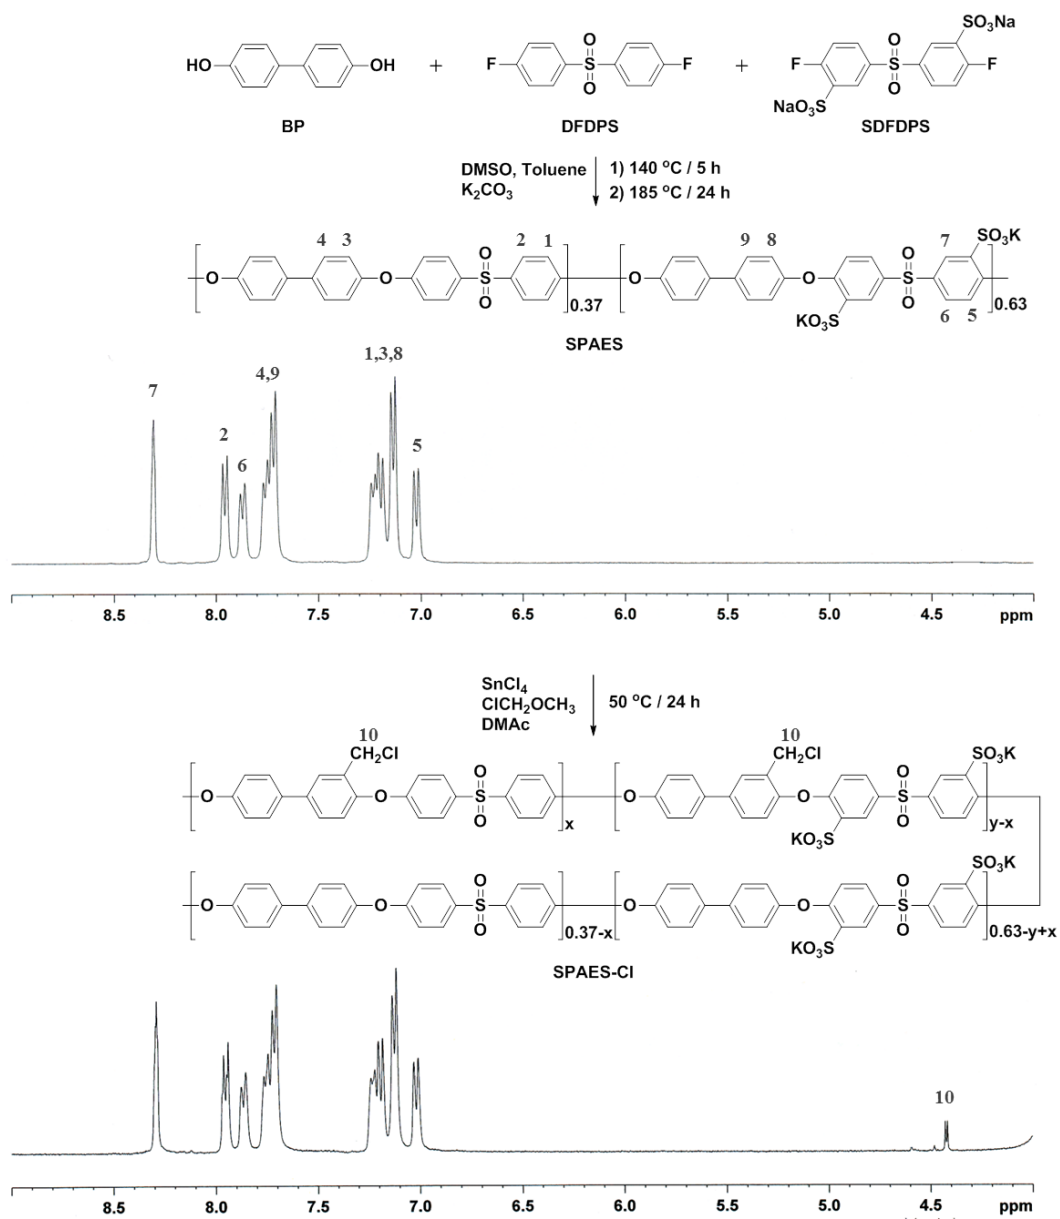 SO3Na
HO OH + F S O O F + F S O O F
NaO3S
BP DFDPS SDFDPS
DMSO, Toluene 1) 140 oC / 5 h
K2CO3 2) 185 oC / 24 h
4 3 2 1 9 8 7 SO3K
O O S O O 0.37 O O S O O 0.63
KO3S 6 5
SPAES
7 2 6 4,9 1,3,8 5
8.5 8.0 7.5 7.0 6.5 6.0 5.5 5.0 4.5 ppm
SnCl4
ClCH2OCH3 50 oC / 24 h
DMAc
10 10
CH2Cl CH2Cl SO3K
O O S O O x O O S O O y-x
KO3S
SO3K
O O S O O 0.37-x O O S O O 0.63-y+x
KO3S
SPAES-Cl
10
8.5 8.0 7.5 7.0 6.5 6.0 5.5 5.0 4.5 ppm